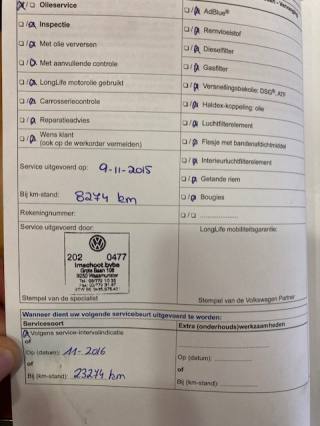 ☒/☐ Olieservice
☐/☒ AdBlue®
☐/☒ Inspectie
☐/☒ Remvloeistof
☐/☒ Met olie verversen
☐/☒ Dieselfilter
☐/☒ Met aanvullende controle
☐/☒ Gasfilter
☐/☒ LongLife motorolie gebruikt
☐/☒ Versnellingsbakolie: DSG®, ATF
☐/☒ Carrosseriecontrole
☐/☒ Haldex-koppeling: olie
☐/☒ Reparatieadvies
☐/☒ Luchtfilterelement
☐/☒ Wens klant
(ook op de werkorder vermelden)
☐/☒ Flesje met bandenafdichtmiddel
☐/☒ Interieurluchtfilterelement
Service uitgevoerd op: 9-11-2015
☐/☒ Getande riem
Bij km-stand: 8274 km
☐/☒ Bougies
Rekeningnummer:
☐/☐ ....................
Service uitgevoerd door:
LongLife mobiliteitsgarantie:
202 0477
Imschoot bvba
Grote Baan 108
Stempel van de specialist
Stempel van de Volkswagen Partner
Wanneer dient uw volgende servicebeurt uitgevoerd te worden:
Servicesoort
Extra (onderhouds)werkzaamheden
Volgens service-intervalindicatie
of
Op (datum): 11-2016
Op (datum):
of
of
Bij (km-stand): 23274 km
Bij (km-stand):